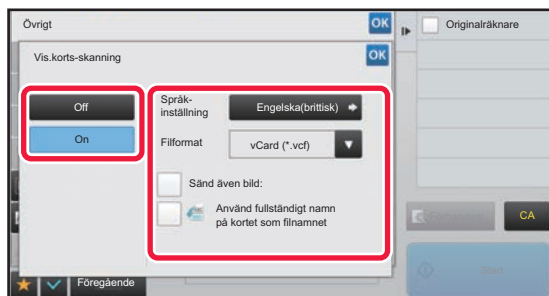 Övrigt
OK
Originalräknare
Vis.korts-skanning
OK
Off
On
Språk-
inställning
Engelska(brittisk)
Filformat
vCard (*.vcf)
Sänd även bild:
Använd fullständigt namn
på kortet som filnamnet
CA
Start
Föregående